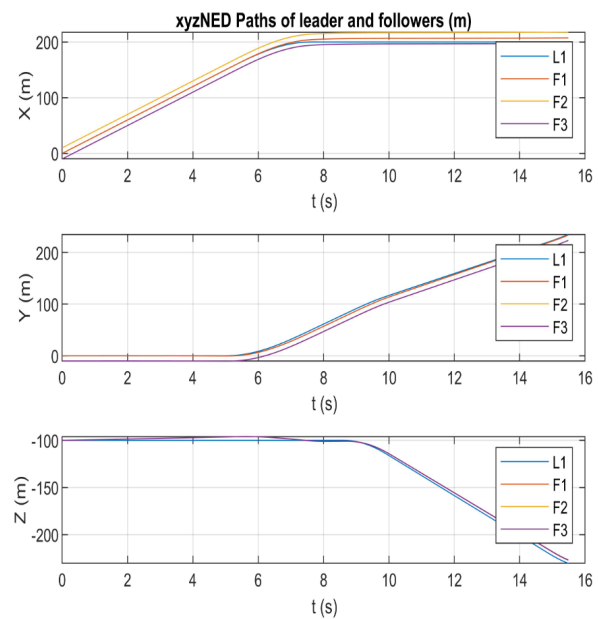 xyzNED Paths of leader and followers (m)
200
100
0
X (m)
L1
F1
F2
F3
0 2 4 6 8 10 12 14 16
t (s)
200
100
0
Y (m)
L1
F1
F2
F3
0 2 4 6 8 10 12 14 16
t (s)
-100
-150
-200
Z (m)
L1
F1
F2
F3
0 2 4 6 8 10 12 14 16
t (s)